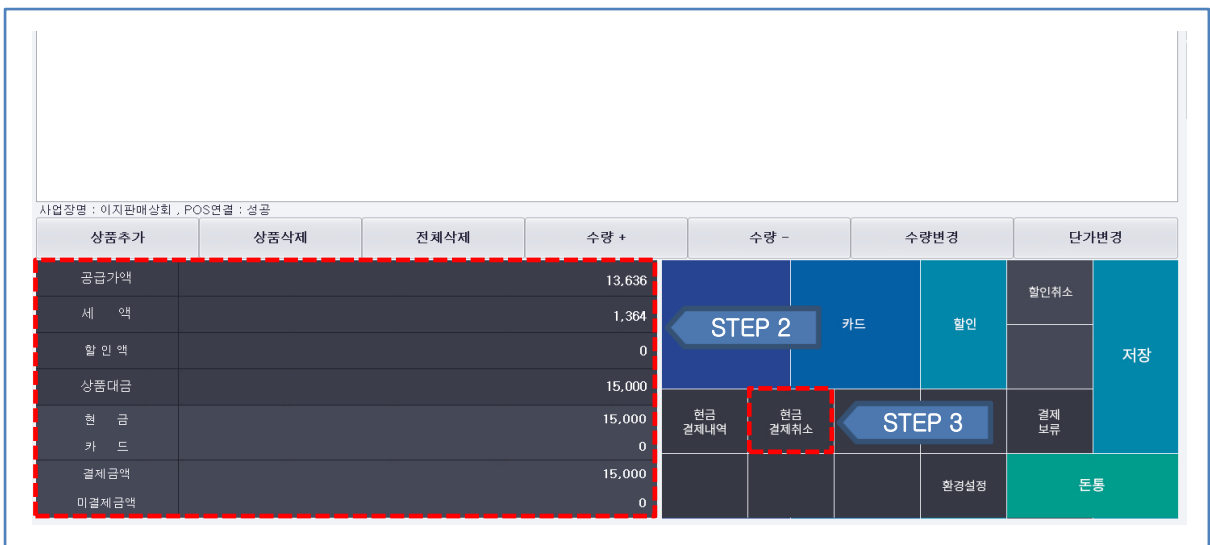 사업장명 : 이지판매상회 , POS연결 : 성공
상품추가 상품삭제 전체삭제 수량 + 수량 - 수량변경 단가변경
공급가액 13,636
세 액 1,364
할 인 액 0
상품대금 15,000
현 금 15,000
카 드 0
결제금액 15,000
미결제금액 0
STEP 2
카드
할인
할인취소
저장
현금
결제내역
현금
결제취소
STEP 3
결제
보류
환경설정
돈통